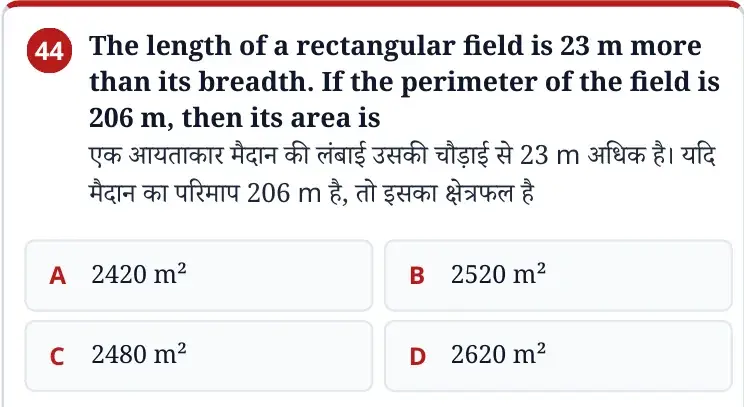 44 The length of a rectangular field is 23 m more
than its breadth. If the perimeter of the field is
206 m, then its area is
एक आयताकार मैदान की लंबाई उसकी चौड़ाई से 23 m अधिक है। यदि
मैदान का परिमाप 206 m है, तो इसका क्षेत्रफल है
A 2420 m²
B 2520 m²
C 2480 m²
D 2620 m²